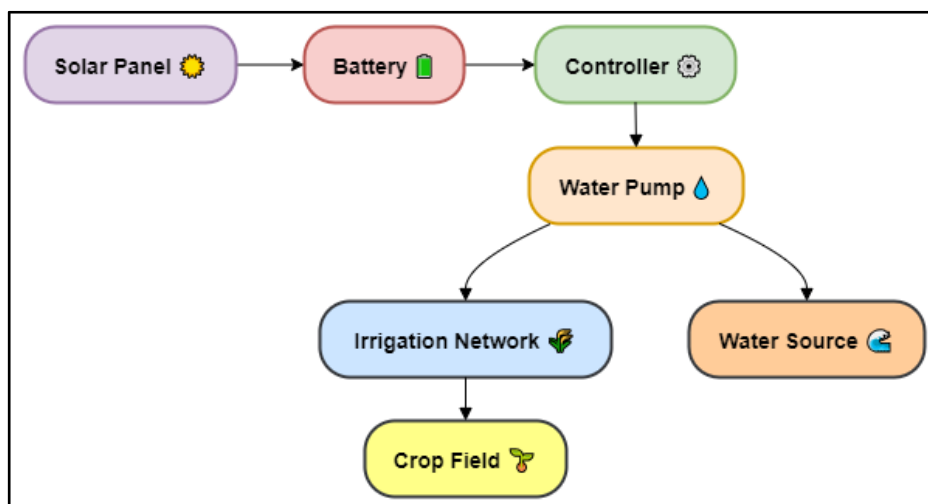 Solar Panel
Battery
Controller
Water Pump
Irrigation Network
Water Source
Crop Field